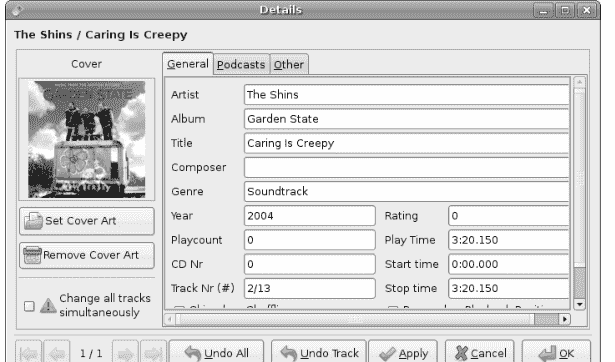 Details
The Shins / Caring Is Creepy
Cover
General Podcasts Other
GARDEN STATE
Artist The Shins
Album Garden State
Title Caring Is Creepy
Composer
Genre Soundtrack
Year 2004 Rating 0
Playcount 0 Play Time 3:20.150
CD Nr 0 Start time 0:00.000
Track Nr (#) 2/13 Stop time 3:20.150
Set Cover Art
Remove Cover Art
Change all tracks
simultaneously
1 / 1 Undo All Undo Track Apply Cancel OK